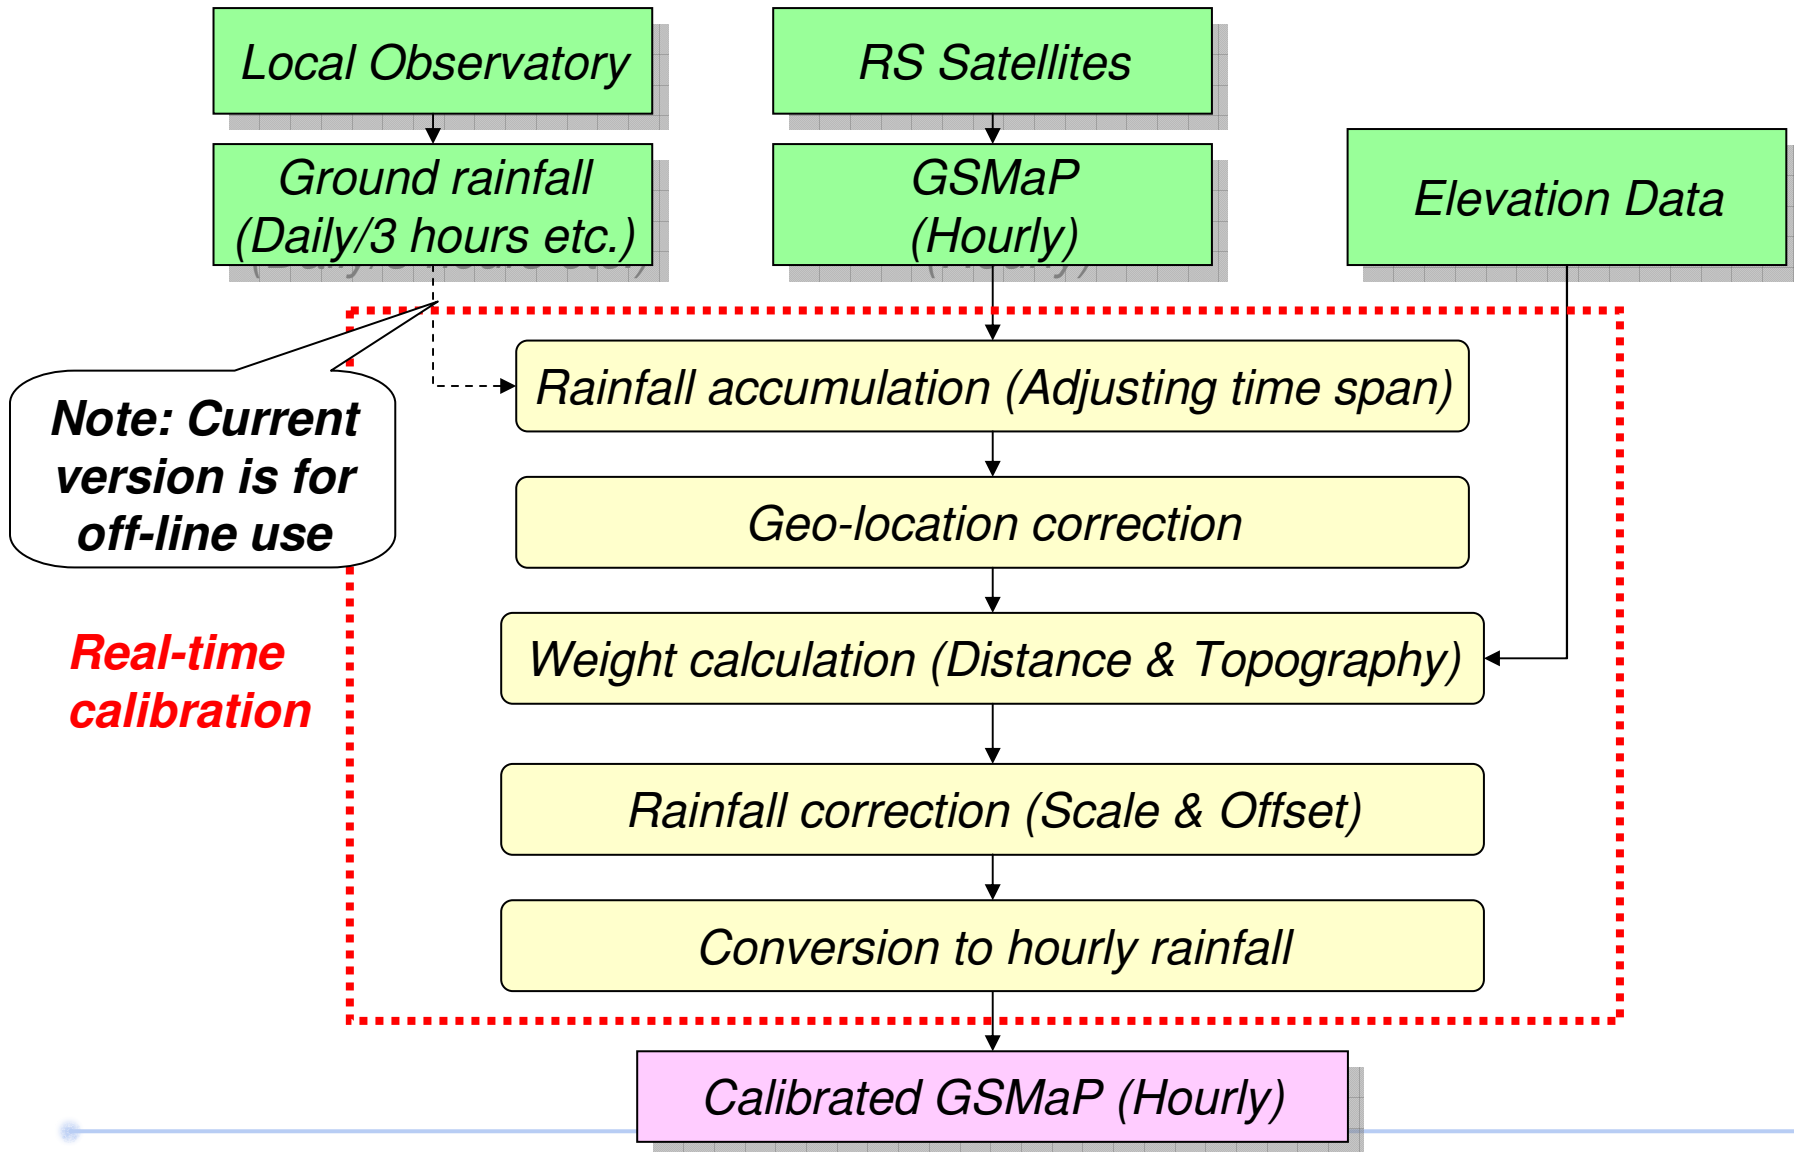 Local Observatory
RS Satellites
Ground rainfall
(Daily/3 hours etc.)
GSMaP
(Hourly)
Elevation Data
Rainfall accumulation (Adjusting time span)
Note: Current
version is for
off-line use
Geo-location correction
Real-time
calibration
Weight calculation (Distance & Topography)
Rainfall correction (Scale & Offset)
Conversion to hourly rainfall
Calibrated GSMaP (Hourly)